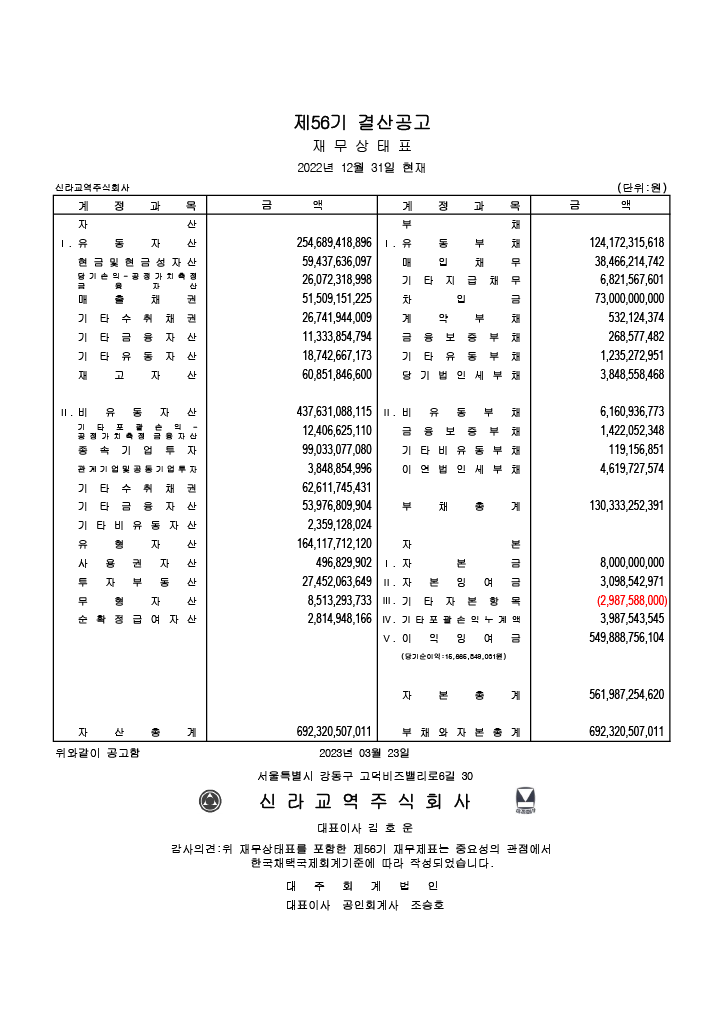 제56기 결산공고
재 무 상 태 표
2022년 12월 31일 현재
신라교역주식회사 (단위:원)
계 정 과 목 금 액 계 정 과 목 금 액
자 산 부 채
Ⅰ. 유 동 자 산 254,689,418,896 Ⅰ. 유 동 부 채 124,172,315,618
현금및현금성자산 59,437,636,097 매 입 채 무 38,466,214,742
당기손익-공정가치측정
금 융 자 산 26,072,318,998 기 타 지 급 채 무 6,821,567,601
매 출 채 권 51,509,151,225 차 입 금 73,000,000,000
기 타 수 취 채 권 26,741,944,009 계 약 부 채 532,124,374
기 타 금 융 자 산 11,333,854,794 금 융 보 증 부 채 268,577,482
기 타 유 동 자 산 18,742,667,173 기 타 유 동 부 채 1,235,272,951
재 고 자 산 60,851,846,600 당 기 법 인 세 부 채 3,848,558,468
Ⅱ. 비 유 동 자 산 437,631,088,115 Ⅱ. 비 유 동 부 채 6,160,936,773
기 타 포 괄 손 익 -
공정가치측정 금융자산 12,406,625,110 금 융 보 증 부 채 1,422,052,348
종 속 기 업 투 자 99,033,077,080 기 타 비 유 동 부 채 119,156,851
관계기업및공동기업투자 3,848,854,996 이 연 법 인 세 부 채 4,619,727,574
기 타 수 취 채 권 62,611,745,431
기 타 금 융 자 산 53,976,809,904 부 채 총 계 130,333,252,391
기 타 비 유 동 자 산 2,359,128,024
유 형 자 산 164,117,712,120 자 본
사 용 권 자 산 496,829,902 Ⅰ. 자 본 금 8,000,000,000
투 자 부 동 산 27,452,063,649 Ⅱ. 자 본 잉 여 금 3,098,542,971
무 형 자 산 8,513,293,733 Ⅲ. 기 타 자 본 항 목 (2,987,588,000)
순 확 정 급 여 자 산 2,814,948,166 Ⅳ. 기타포괄손익누계액 3,987,543,545
Ⅴ. 이 익 잉 여 금 549,888,756,104
자 본 총 계 561,987,254,620
자 산 총 계 692,320,507,011 부 채 와 자 본 총 계 692,320,507,011
위와같이 공고함 2023년 03월 23일
서울특별시 강동구 고덕비즈밸리로6길 30
신 라 교 역 주 식 회 사
대표이사 김 호 운
감사의견:위 재무상태표를 포함한 제56기 재무제표는 중요성의 관점에서
한국채택국제회계기준에 따라 작성되었습니다.
대 주 회 계 법 인
대표이사 공인회계사 조승호